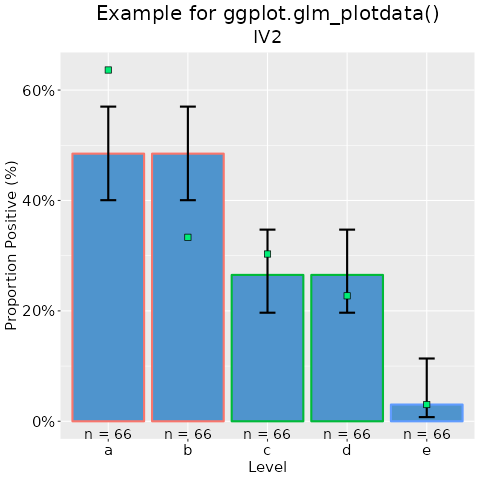 Example for ggplot.glm_plotdata()
IV2
Proportion Positive (%)
60%
40%
20%
0%
n = 66 n = 66 n = 66 n = 66 n = 66
a b c d e
Level